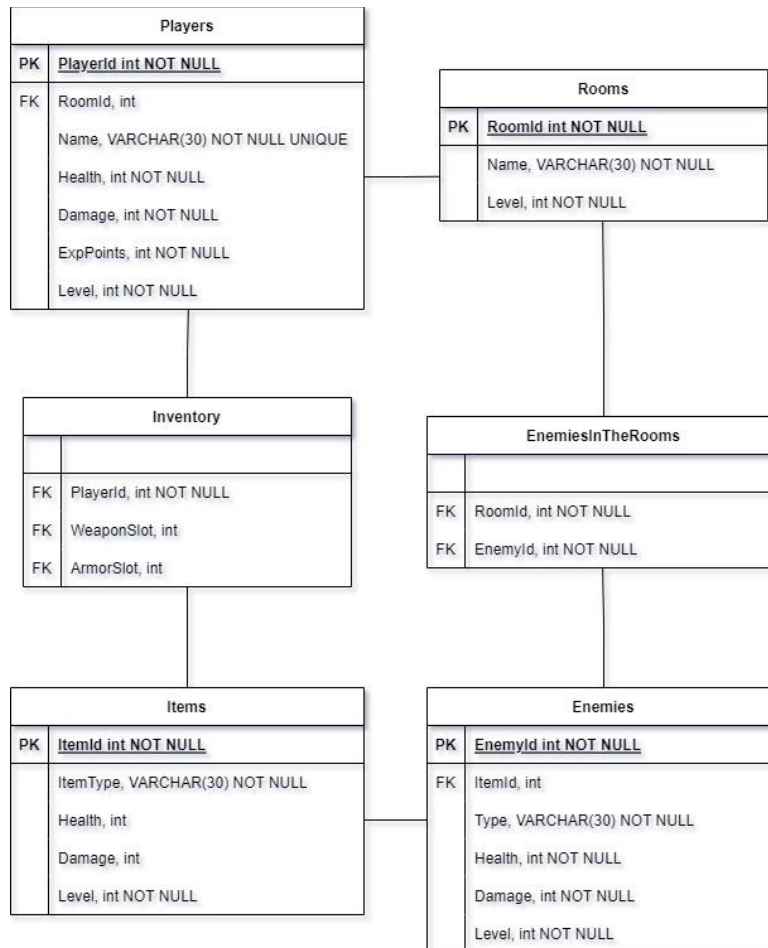 Players
PK PlayerId int NOT NULL
FK RoomId, int
Name, VARCHAR(30) NOT NULL UNIQUE
Health, int NOT NULL
Damage, int NOT NULL
ExpPoints, int NOT NULL
Level, int NOT NULL
Rooms
PK RoomId int NOT NULL
Name, VARCHAR(30) NOT NULL
Level, int NOT NULL
Inventory
FK PlayerId, int NOT NULL
FK WeaponSlot, int
FK ArmorSlot, int
EnemiesInTheRooms
FK RoomId, int NOT NULL
FK EnemyId, int NOT NULL
Items
PK ItemId int NOT NULL
ItemType, VARCHAR(30) NOT NULL
Health, int
Damage, int
Level, int NOT NULL
Enemies
PK EnemyId int NOT NULL
FK ItemId, int
Type, VARCHAR(30) NOT NULL
Health, int NOT NULL
Damage, int NOT NULL
Level, int NOT NULL